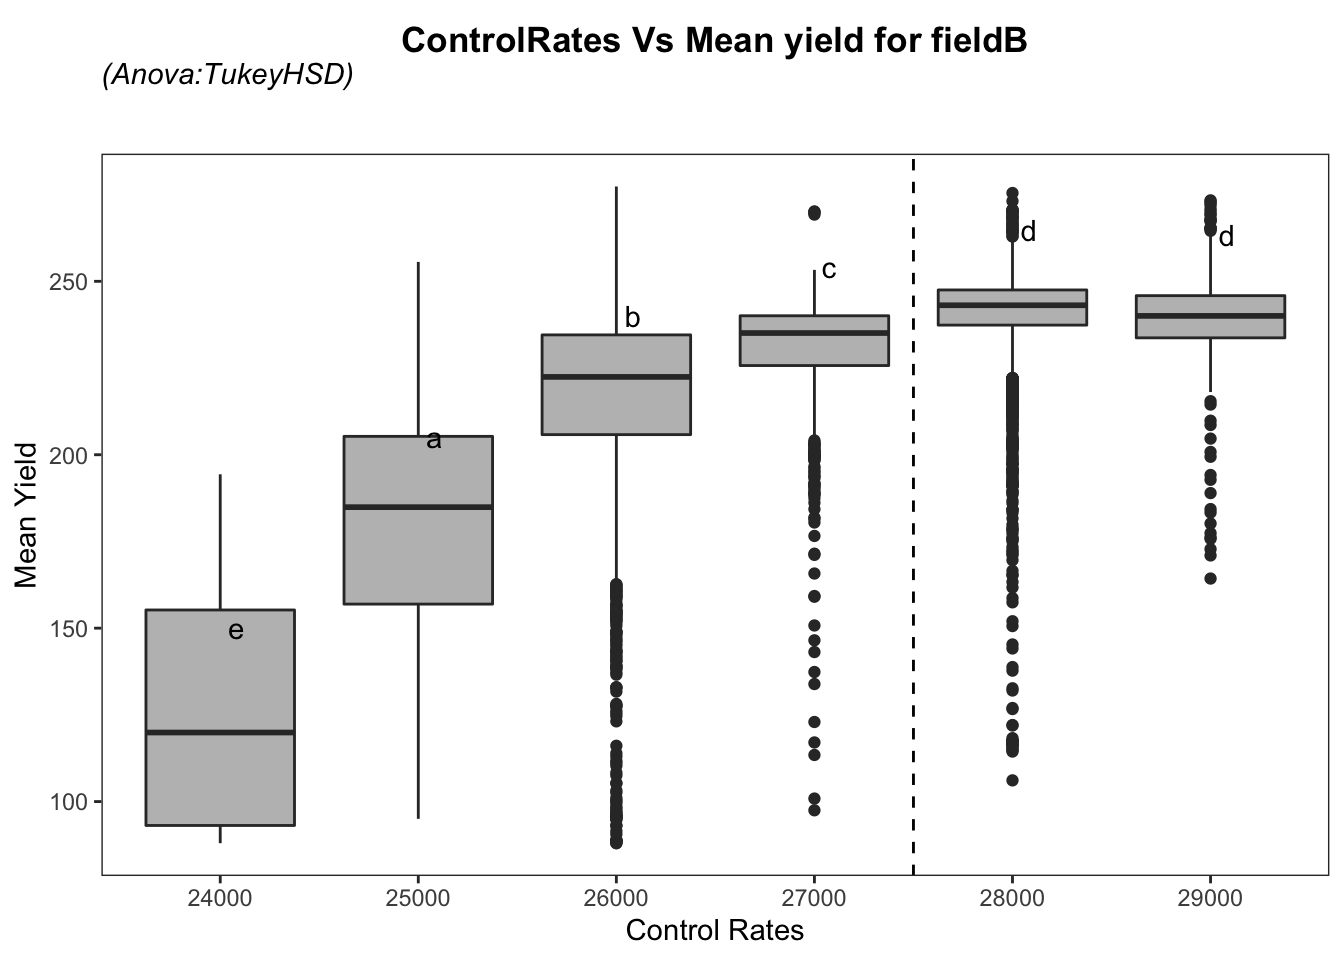 ControlRates Vs Mean yield for fieldB
(Anova:TukeyHSD)
Mean Yield
250
200
150
100
e
a
b
c
d
d
24000
25000
26000
27000
28000
29000
Control Rates